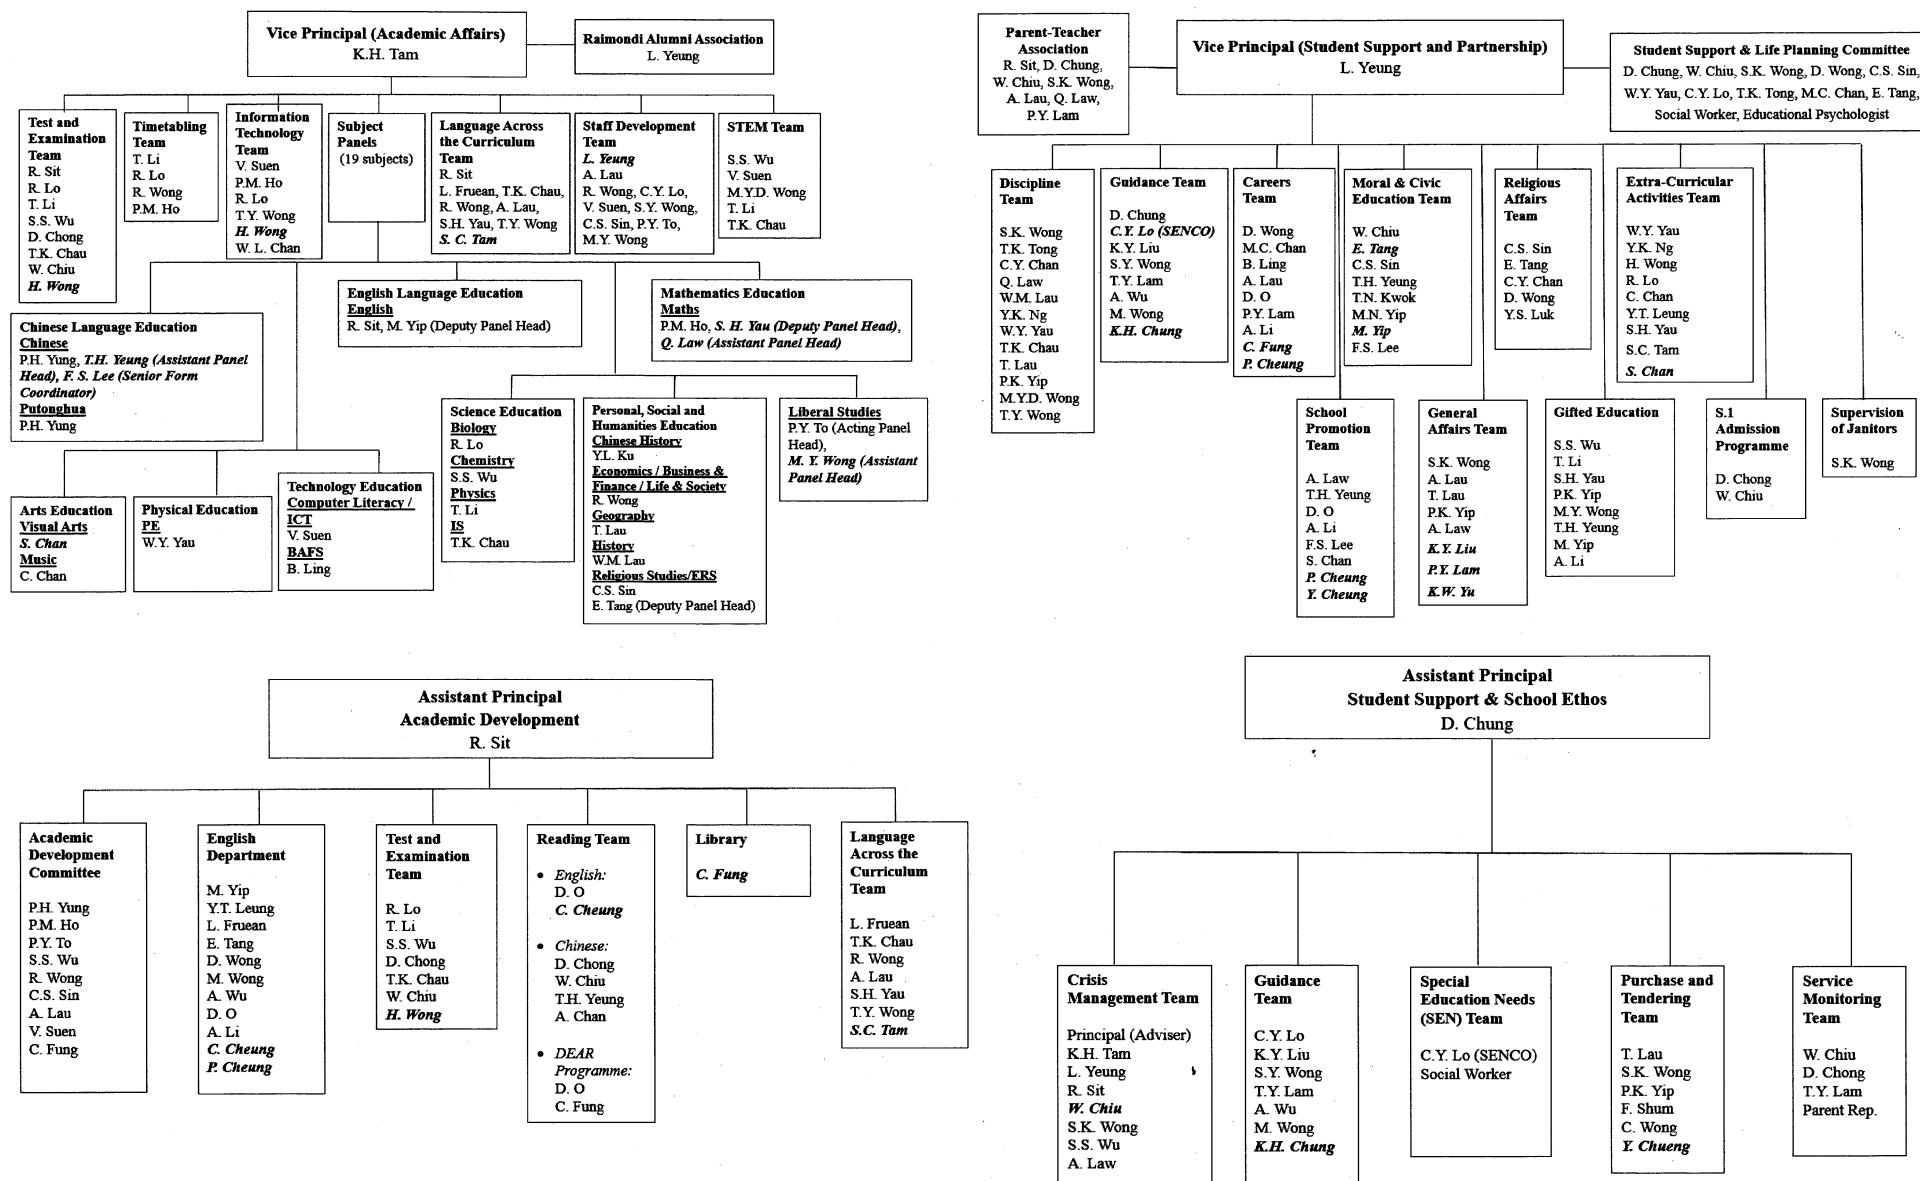 Vice Principal (Academic Affairs)
K.H. Tam
Raimondi Alumni Association
L. Yeung
Test and
Examination
Team
R. Sit
R. Lo
T. Li
S.S. Wu
D. Chong
T.K. Chau
W. Chiu
H. Wong
Timetabling
Team
T. Li
R. Lo
R. Wong
P.M. Ho
Information
Technology
Team
V. Suen
P.M. Ho
R. Lo
T.Y. Wong
H. Wong
W. L. Chan
Subject
Panels
(19 subjects)
Language Across
the Curriculum
Team
R. Sit
L. Fruean, T.K. Chau,
R. Wong, A. Lau,
S.H. Yau, T.Y. Wong
S. C. Tam
Staff Development
Team
L. Yeung
A. Lau
R. Wong, C.Y. Lo,
V. Suen, S.Y. Wong,
C.S. Sin, P.Y. To,
M.Y. Wong
STEM Team
S.S. Wu
V. Suen
M.Y.D. Wong
T. Li
T.K. Chau
Chinese Language Education
Chinese
P.H. Yung, T.H. Yeung (Assistant Panel
Head), F. S. Lee (Senior Form
Coordinator)
Putonghua
P.H. Yung
English Language Education
English
R. Sit, M. Yip (Deputy Panel Head)
Mathematics Education
Maths
P.M. Ho, S. H. Yau (Deputy Panel Head),
Q. Law (Assistant Panel Head)
Arts Education
Visual Arts
S. Chan
Music
C. Chan
Physical Education
PE
W.Y. Yau
Technology Education
Computer Literacy /
ICT
V. Suen
BAFS
B. Ling
Science Education
Biology
R. Lo
Chemistry
S.S. Wu
Physics
T. Li
IS
T.K. Chau
Personal, Social and
Humanities Education
Chinese History
Y.L. Ku
Economics / Business &
Finance / Life & Society
R. Wong
Geography
T. Lau
History
W.M. Lau
Religious Studies/ERS
C.S. Sin
E. Tang (Deputy Panel Head)
Liberal Studies
P.Y. To (Acting Panel
Head),
M. Y. Wong (Assistant
Panel Head)
Parent-Teacher
Association
R. Sit, D. Chung,
W. Chiu, S.K. Wong,
A. Lau, Q. Law,
P.Y. Lam
Vice Principal (Student Support and Partnership)
L. Yeung
Student Support & Life Planning Committee
D. Chung, W. Chiu, S.K. Wong, D. Wong, C.S. Sin,
W.Y. Yau, C.Y. Lo, T.K. Tong, M.C. Chan, E. Tang,
Social Worker, Educational Psychologist
Discipline
Team
S.K. Wong
T.K. Tong
C.Y. Chan
Q. Law
W.M. Lau
Y.K. Ng
W.Y. Yau
T.K. Chau
T. Lau
P.K. Yip
M.Y.D. Wong
T.Y. Wong
Guidance Team
D. Chung
C.Y. Lo (SENCO)
K.Y. Liu
S.Y. Wong
T.Y. Lam
A. Wu
M. Wong
K.H. Chung
Careers
Team
D. Wong
M.C. Chan
B. Ling
A. Lau
D. O
P.Y. Lam
A. Li
C. Fung
P. Cheung
Moral & Civic
Education Team
W. Chiu
E. Tang
C.S. Sin
T.H. Yeung
T.N. Kwok
M.N. Yip
M. Yip
F.S. Lee
Religious
Affairs
Team
C.S. Sin
E. Tang
C.Y. Chan
D. Wong
Y.S. Luk
Extra-Curricular
Activities Team
W.Y. Yau
Y.K. Ng
H. Wong
R. Lo
C. Chan
Y.T. Leung
S.H. Yau
S.C. Tam
S. Chan
School
Promotion
Team
A. Law
T.H. Yeung
D. O
A. Li
F.S. Lee
S. Chan
P. Cheung
Y. Cheung
General
Affairs Team
S.K. Wong
A. Lau
T. Lau
P.K. Yip
A. Law
K.Y. Liu
P.Y. Lam
K.W. Yu
Gifted Education
S.S. Wu
T. Li
S.H. Yau
P.K. Yip
M.Y. Wong
T.H. Yeung
M. Yip
A. Li
S.1
Admission
Programme
D. Chong
W. Chiu
Supervision
of Janitors
S.K. Wong
Assistant Principal
Academic Development
R. Sit
Academic
Development
Committee
P.H. Yung
P.M. Ho
P.Y. To
S.S. Wu
R. Wong
C.S. Sin
A. Lau
V. Suen
C. Fung
English
Department
M. Yip
Y.T. Leung
L. Fruean
E. Tang
D. Wong
M. Wong
A. Wu
D. O
A. Li
C. Cheung
P. Cheung
Test and
Examination
Team
R. Lo
T. Li
S.S. Wu
D. Chong
T.K. Chau
W. Chiu
H. Wong
Reading Team
• English:
D. O
C. Cheung
• Chinese:
D. Chong
W. Chiu
T.H. Yeung
A. Chan
• DEAR
Programme:
D. O
C. Fung
Library
C. Fung
Language
Across the
Curriculum
Team
L. Fruean
T.K. Chau
R. Wong
A. Lau
S.H. Yau
T.Y. Wong
S.C. Tam
Assistant Principal
Student Support & School Ethos
D. Chung
Crisis
Management Team
Principal (Adviser)
K.H. Tam
L. Yeung
R. Sit
W. Chiu
S.K. Wong
S.S. Wu
A. Law
Guidance
Team
C.Y. Lo
K.Y. Liu
S.Y. Wong
T.Y. Lam
A. Wu
M. Wong
K.H. Chung
Special
Education Needs
(SEN) Team
C.Y. Lo (SENCO)
Social Worker
Purchase and
Tendering
Team
T. Lau
S.K. Wong
P.K. Yip
F. Shum
C. Wong
Y. Chueng
Service
Monitoring
Team
W. Chiu
D. Chong
T.Y. Lam
Parent Rep.